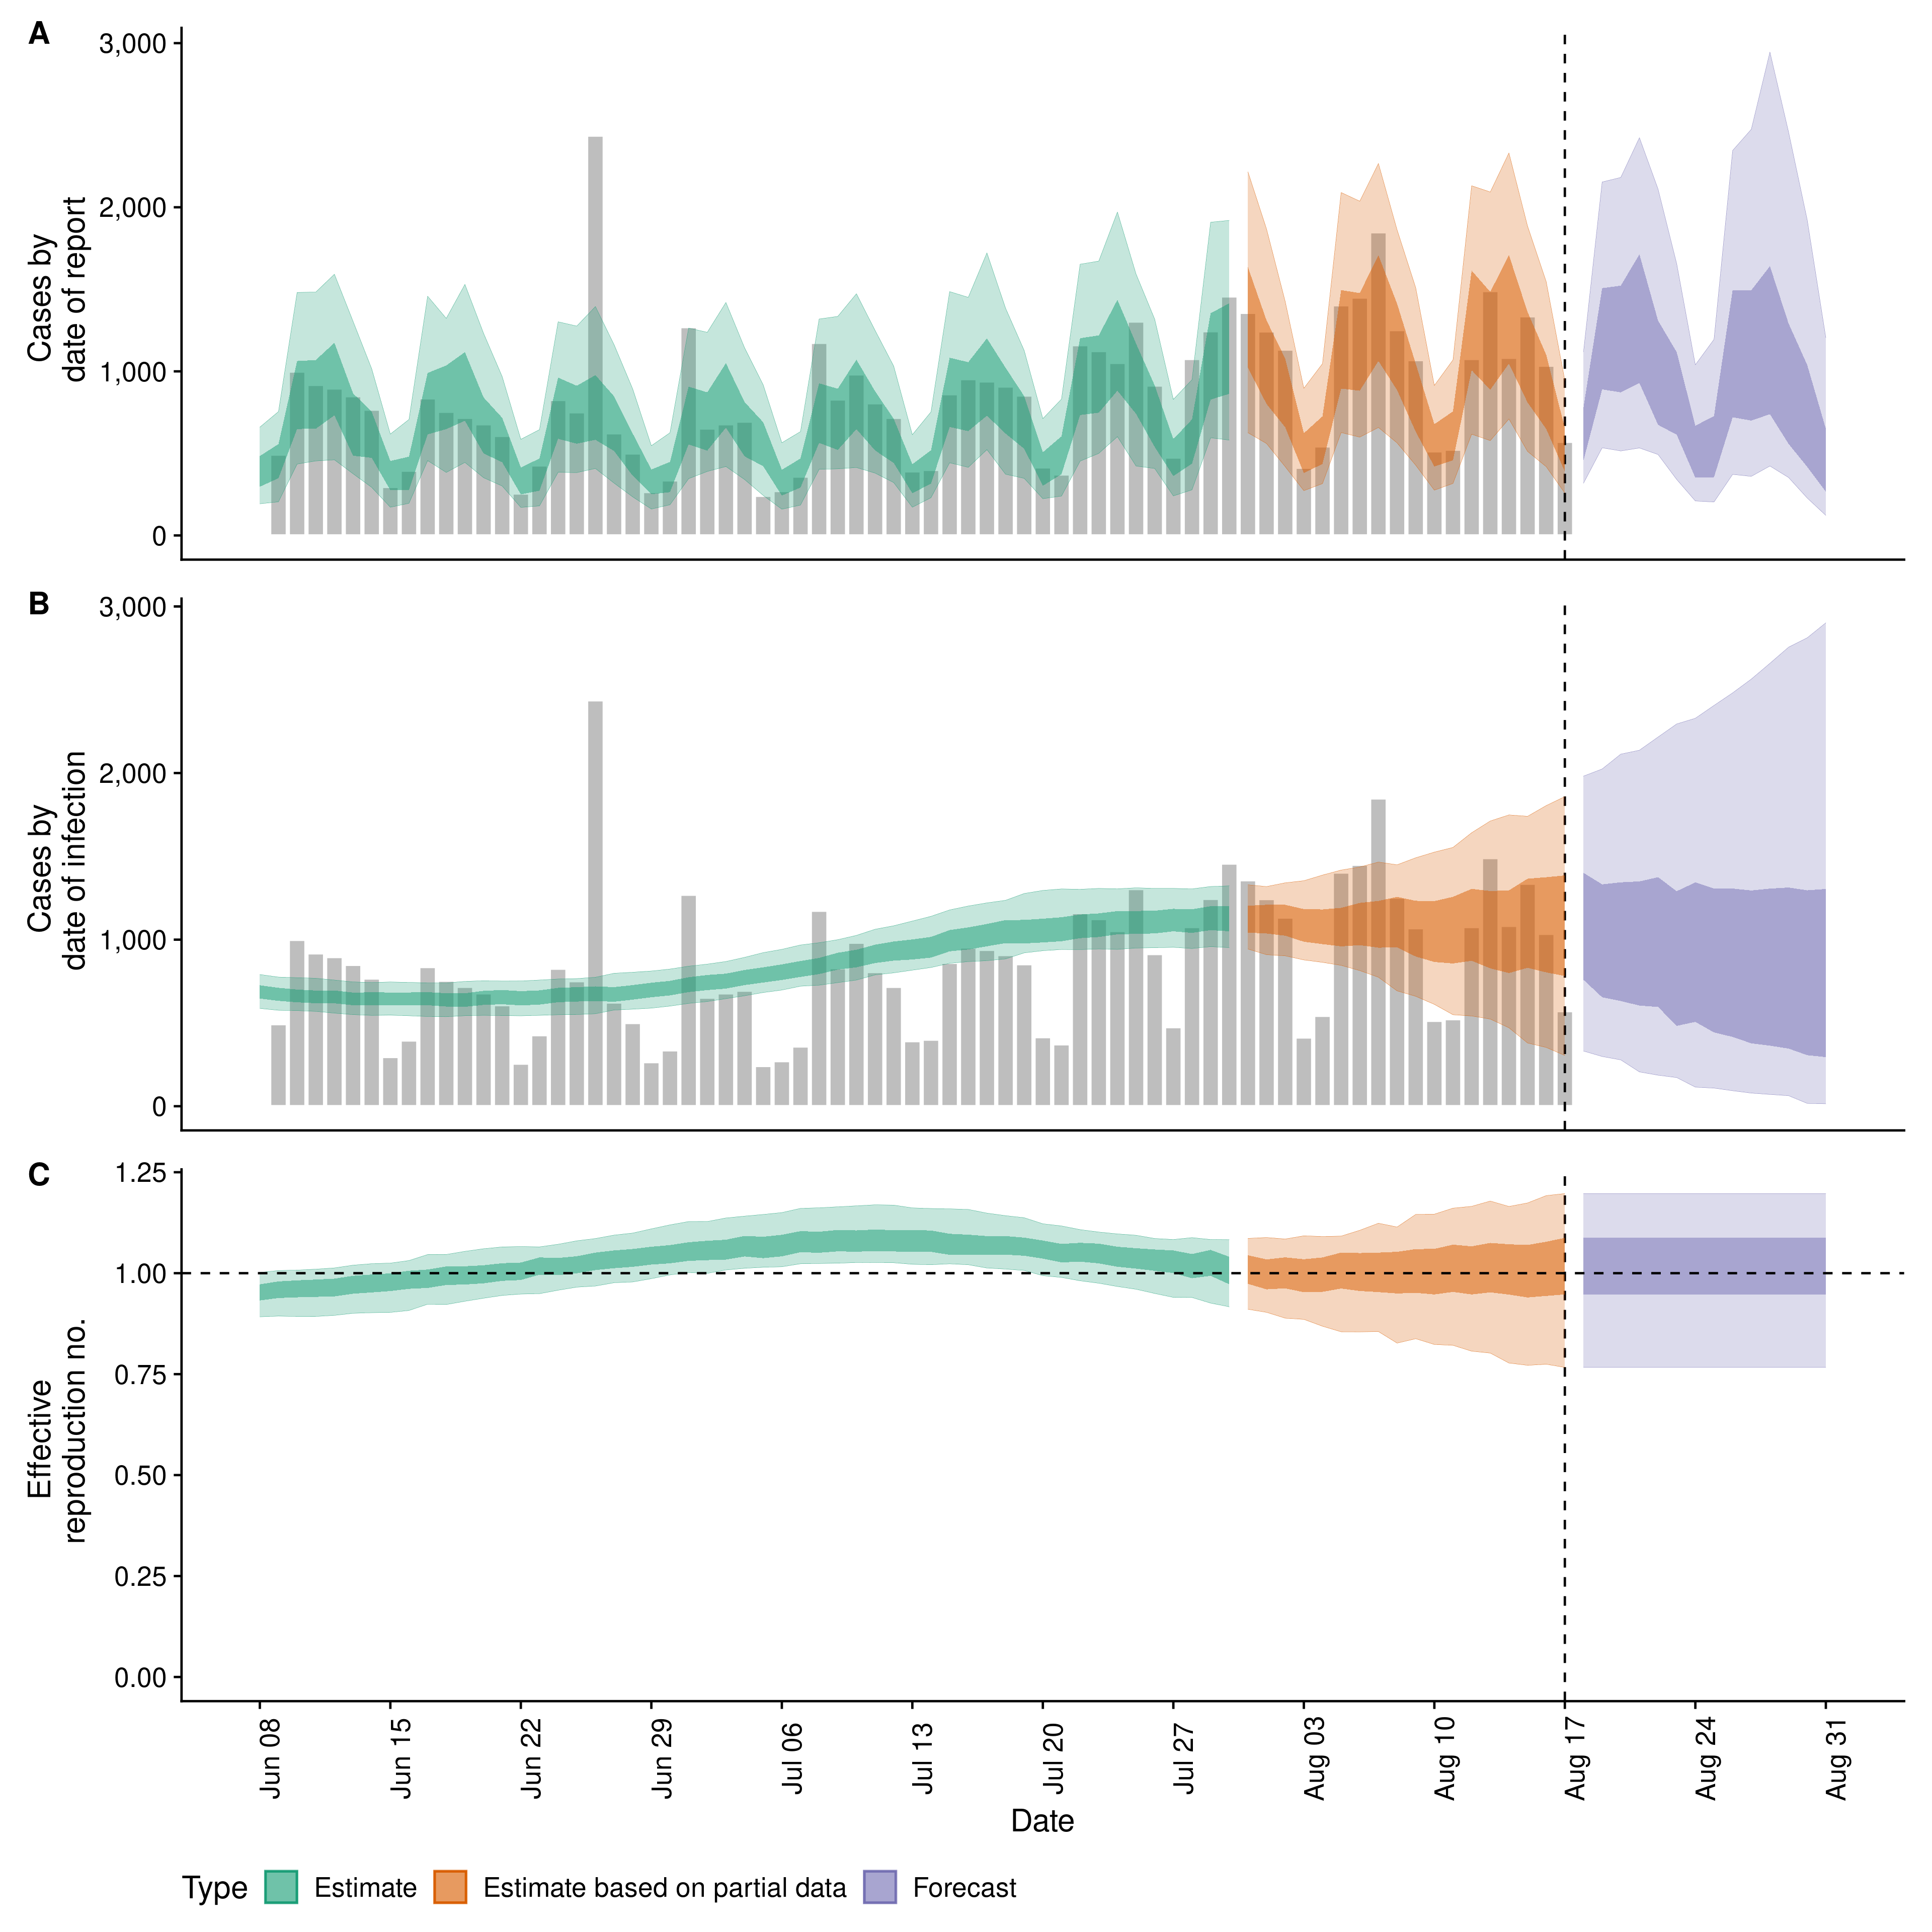 A
3,000
2,000
1,000
0
Cases by
date of report
B
3,000
2,000
1,000
0
Cases by
date of infection
C
1.25
1.00
0.75
0.50
0.25
0.00
Effective
reproduction no.
Jun 08
Jun 15
Jun 22
Jun 29
Jul 06
Jul 13
Jul 20
Jul 27
Aug 03
Aug 10
Aug 17
Aug 24
Aug 31
Date
Type Estimate Estimate based on partial data Forecast